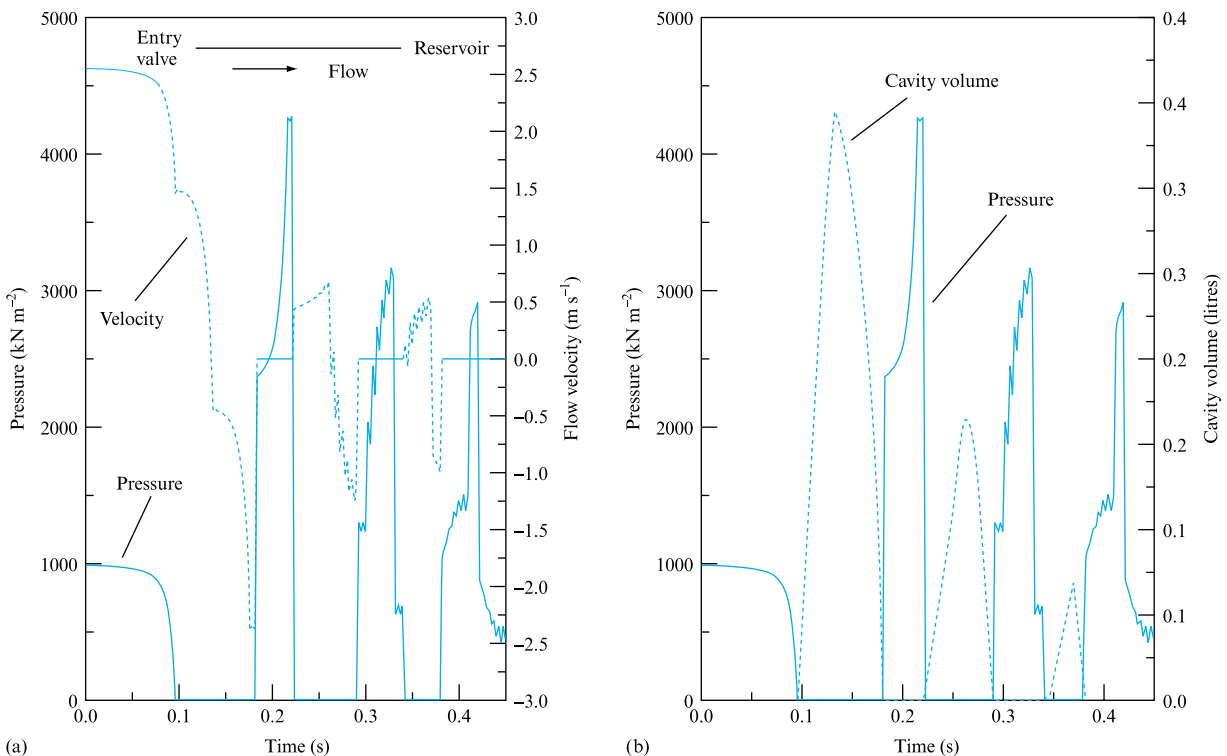 5000
4000
3000
2000
1000
0
Pressure (kN m⁻²)
3.0
2.5
2.0
1.5
1.0
0.5
0.0
−0.5
−1.0
−1.5
−2.0
−2.5
−3.0
Flow velocity (m s⁻¹)
Entry
valve
Reservoir
Flow
Velocity
Pressure
0.0
0.1
0.2
0.3
0.4
Time (s)
(a)
5000
4000
3000
2000
1000
0
Pressure (kN m⁻²)
0.4
0.4
0.3
0.3
0.2
0.2
0.1
0.1
0.0
Cavity volume (litres)
Cavity volume
Pressure
0.0
0.1
0.2
0.3
0.4
Time (s)
(b)